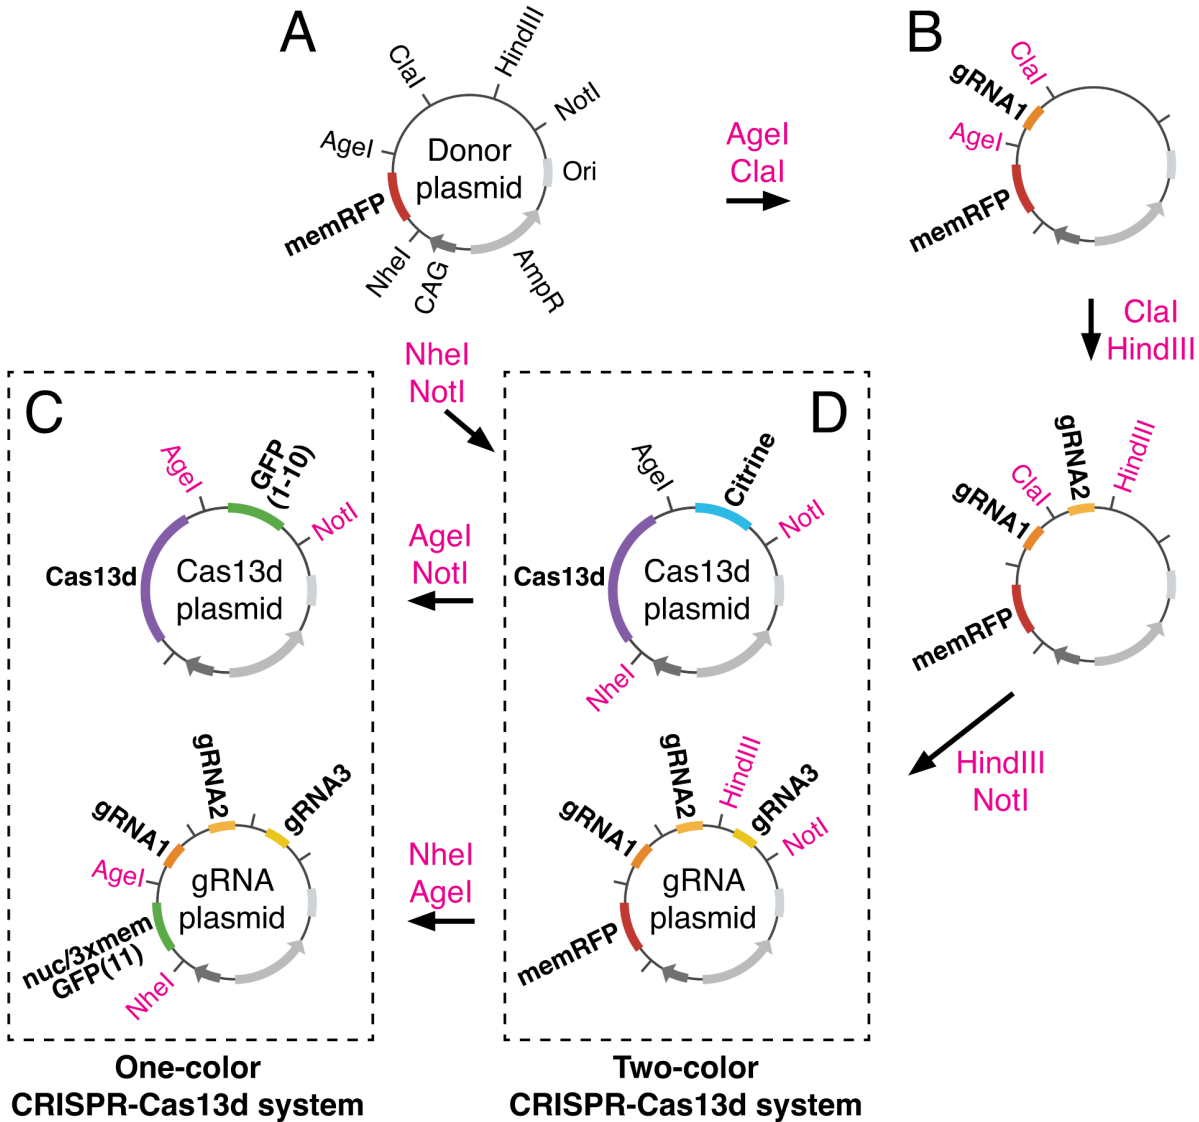 A
ClaI
HindIII
NotI
AgeI
Donor
plasmid
Ori
memRFP
NheI
CAG
AmpR
AgeI
ClaI
B
ClaI
gRNA1
AgeI
memRFP
ClaI
HindIII
gRNA1
ClaI
gRNA2
HindIII
memRFP
HindIII
NotI
NheI
NotI
C
AgeI
GFP
(1-10)
NotI
Cas13d
Cas13d
plasmid
AgeI
NotI
D
AgeI
Citrine
NotI
Cas13d
Cas13d
plasmid
NheI
gRNA1
gRNA2
gRNA3
AgeI
gRNA
plasmid
nuc/3xmem
GFP(11)
NheI
NheI
AgeI
gRNA1
gRNA2
HindIII
gRNA3
NotI
gRNA
plasmid
memRFP
One-color
CRISPR-Cas13d system
Two-color
CRISPR-Cas13d system